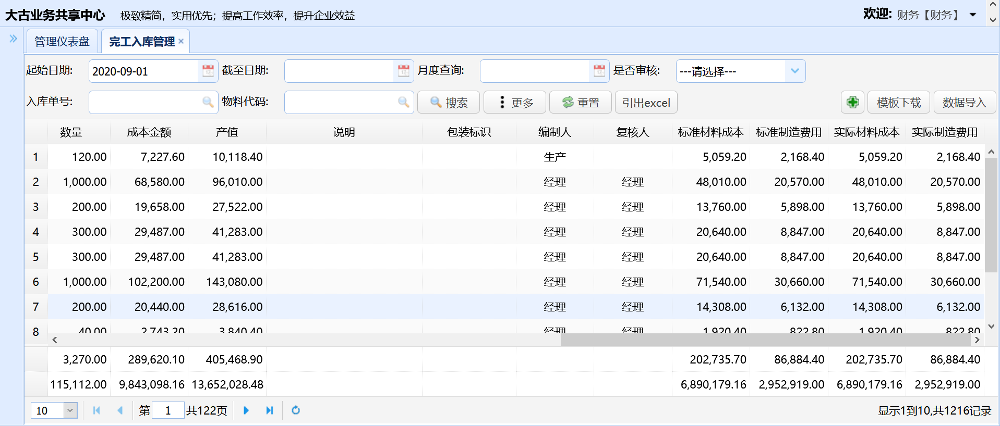 大古业务共享中心 极致精简，实用优先；提高工作效率，提升企业效益 欢迎: 财务【财务】
管理仪表盘 完工入库管理
起始日期: 2020-09-01 截至日期: 月度查询: 是否审核: ---请选择---
入库单号: 物料代码: 搜索 更多 重置 引出excel 模板下载 数据导入
数量 成本金额 产值 说明 包装标识 编制人 复核人 标准材料成本 标准制造费用 实际材料成本 实际制造费用
1 120.00 7,227.60 10,118.40 生产 5,059.20 2,168.40 5,059.20 2,168.40
2 1,000.00 68,580.00 96,010.00 经理 经理 48,010.00 20,570.00 48,010.00 20,570.00
3 200.00 19,658.00 27,522.00 经理 经理 13,760.00 5,898.00 13,760.00 5,898.00
4 300.00 29,487.00 41,283.00 经理 经理 20,640.00 8,847.00 20,640.00 8,847.00
5 300.00 29,487.00 41,283.00 经理 经理 20,640.00 8,847.00 20,640.00 8,847.00
6 1,000.00 102,200.00 143,080.00 经理 经理 71,540.00 30,660.00 71,540.00 30,660.00
7 200.00 20,440.00 28,616.00 经理 经理 14,308.00 6,132.00 14,308.00 6,132.00
8 40.00 2,743.20 3,840.40 经理 经理 1,920.40 822.80 1,920.40 822.80
3,270.00 289,620.10 405,468.90 202,735.70 86,884.40 202,735.70 86,884.40
115,112.00 9,843,098.16 13,652,028.48 6,890,179.16 2,952,919.00 6,890,179.16 2,952,919.00
10 第 1 共122页 显示1到10,共1216记录